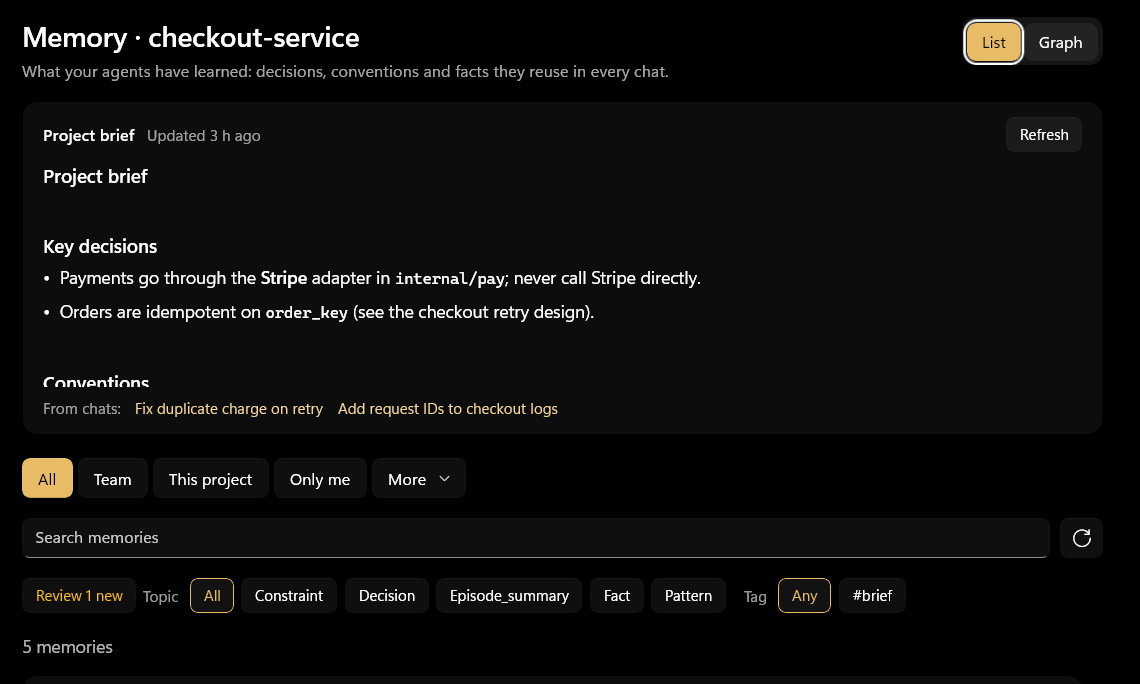 Memory · checkout-service
List
Graph
What your agents have learned: decisions, conventions and facts they reuse in every chat.
Project brief Updated 3 h ago
Refresh
Project brief
Key decisions
• Payments go through the Stripe adapter in internal/pay; never call Stripe directly.
• Orders are idempotent on order_key (see the checkout retry design).
Conventions
From chats: Fix duplicate charge on retry Add request IDs to checkout logs
All Team This project Only me More
Search memories
Review 1 new Topic All Constraint Decision Episode_summary Fact Pattern Tag Any #brief
5 memories